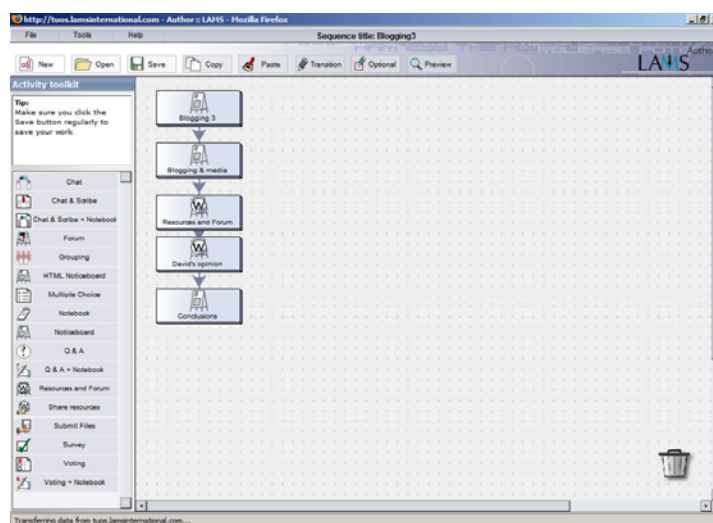 http://tuos.lamsinternational.com - Author :: LAMS - Mozilla Firefox
File Tools Help Sequence title: Blogging3
New Open Save Copy Paste Transition Optional Preview
Autho
LAMS
Activity toolkit
Tip:
Make sure you click the
Save button regularly to
save your work
Chat
Chat & Scribe
Chat & Scribe + Notebool
Forum
Grouping
HTML Noticeboard
Multiple Choice
Notebook
Noticeboard
Q & A
Q & A + Notebook
Resources and Forum
Share resources
Submit Files
Survey
Voting
Voting + Notebook
Blogging 3
Blogging & media
Resources and Forum
David's opinion
Conclusions
Transferring data from tuos.lamsinternational.com...